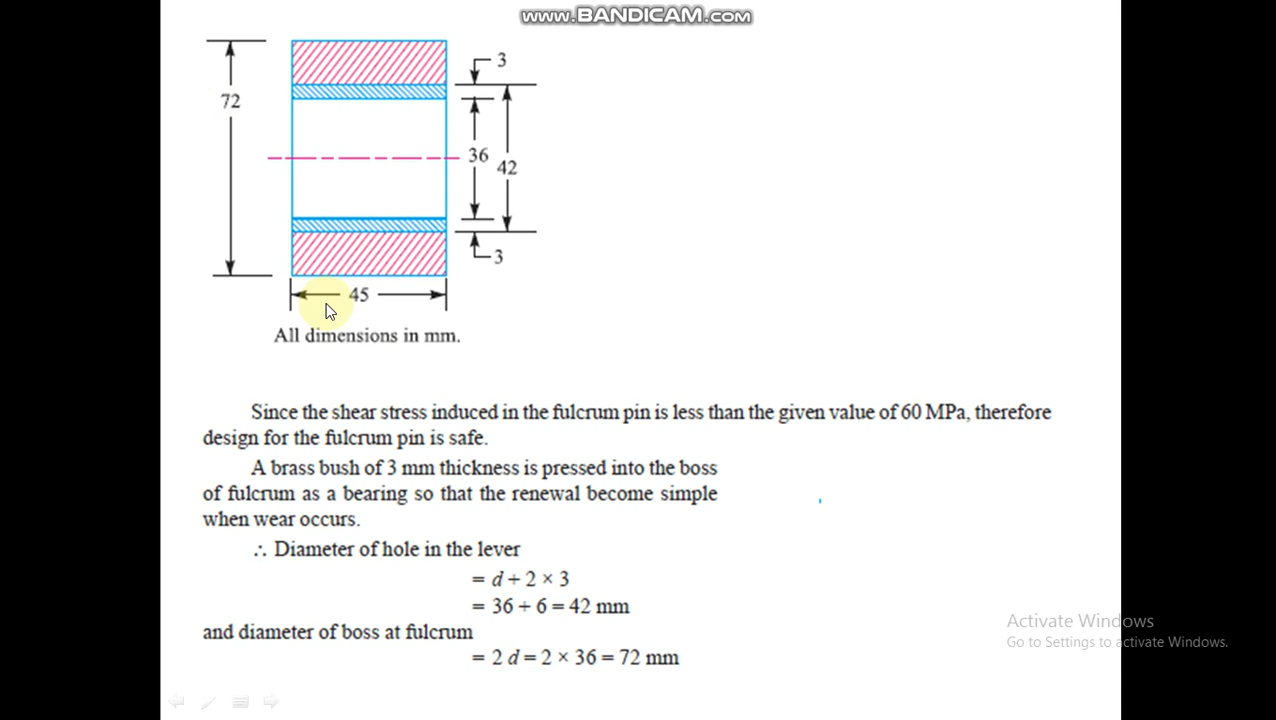 www.BANDICAM.com
3
72
36
42
3
45
All dimensions in mm.
Since the shear stress induced in the fulcrum pin is less than the given value of 60 MPa, therefore
design for the fulcrum pin is safe.
A brass bush of 3 mm thickness is pressed into the boss
of fulcrum as a bearing so that the renewal become simple
when wear occurs.
∴ Diameter of hole in the lever
= d + 2 × 3
= 36 + 6 = 42 mm
and diameter of boss at fulcrum
= 2 d = 2 × 36 = 72 mm
Activate Windows
Go to Settings to activate Windows.